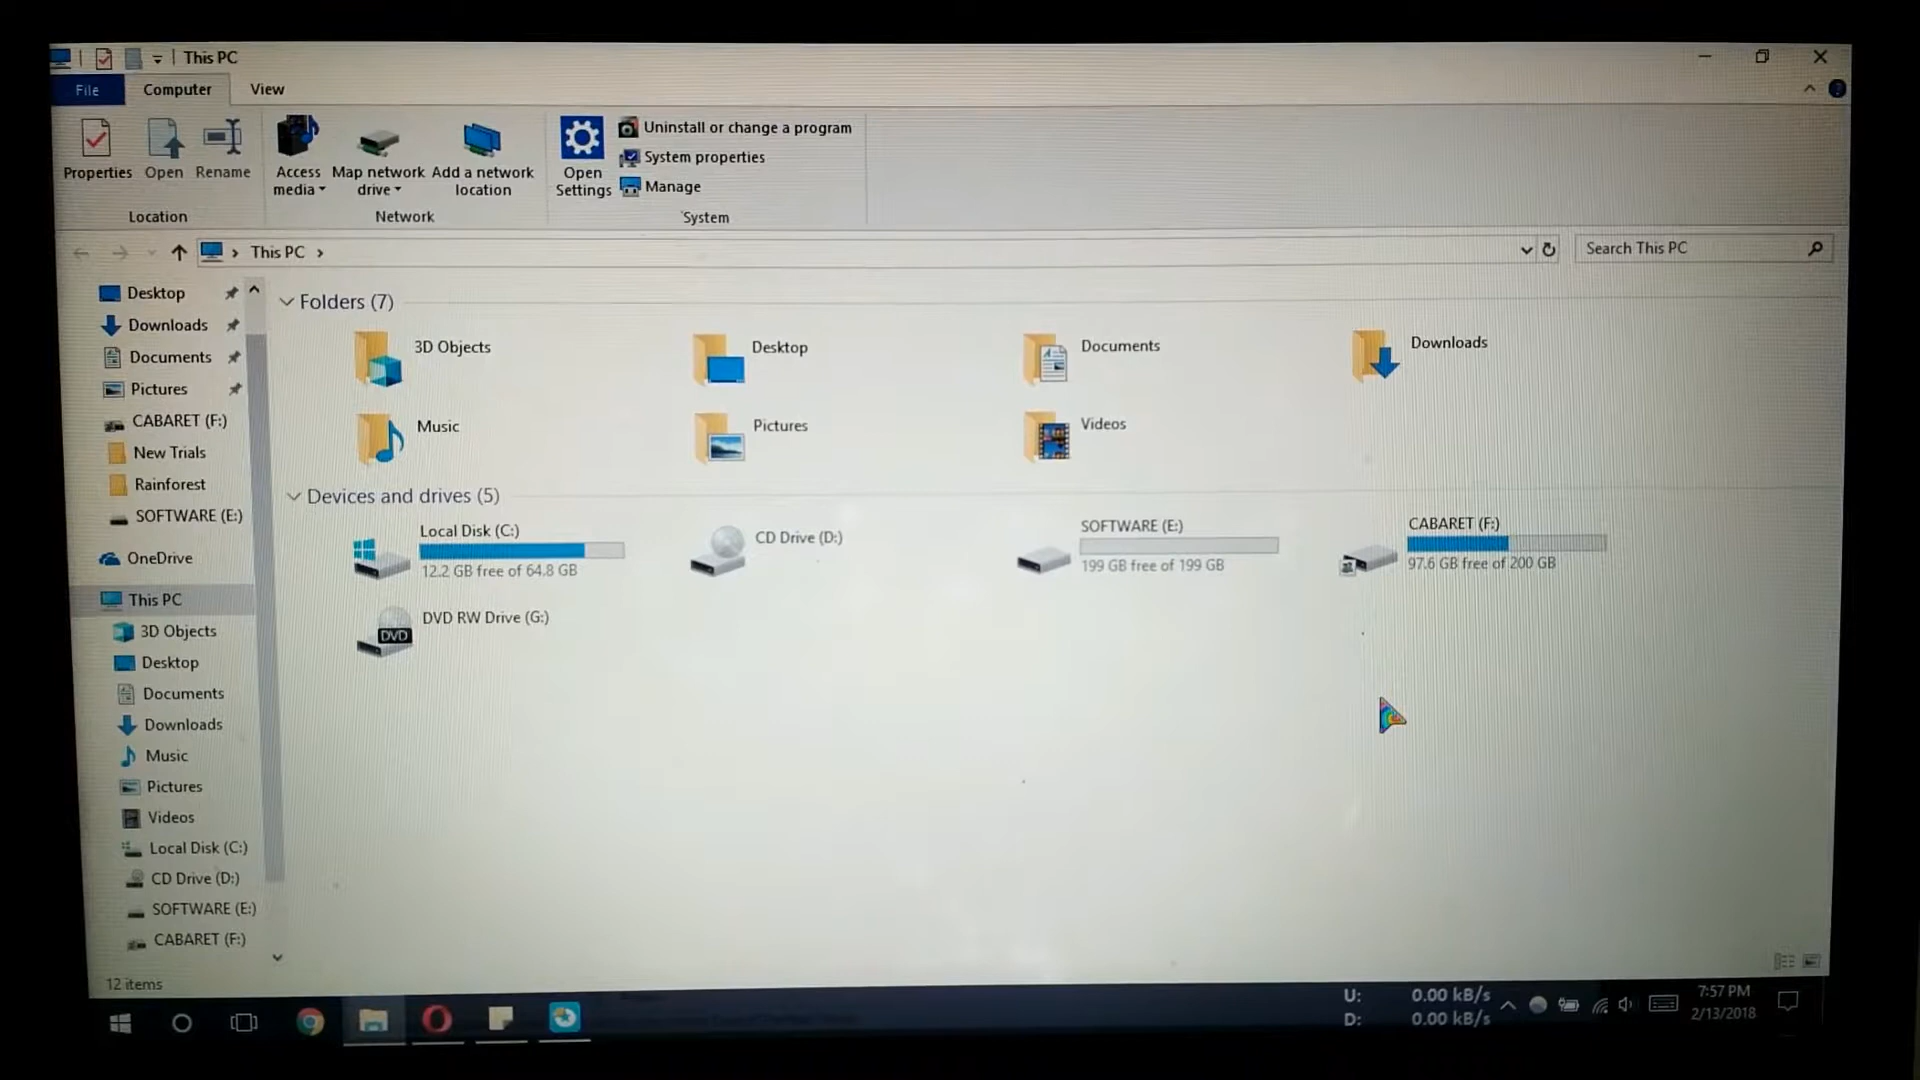 This PC
File
Computer
View
Properties
Open
Rename
Access
media
Map network
drive
Add a network
location
Open
Settings
Uninstall or change a program
System properties
Manage
Location
Network
System
This PC
Search This PC
Desktop
Downloads
Documents
Pictures
CABARET (F:)
New Trials
Rainforest
SOFTWARE (E:)
OneDrive
This PC
3D Objects
Desktop
Documents
Downloads
Music
Pictures
Videos
Local Disk (C:)
CD Drive (D:)
SOFTWARE (E:)
CABARET (F:)
Folders (7)
3D Objects
Desktop
Documents
Downloads
Music
Pictures
Videos
Devices and drives (5)
Local Disk (C:)
12.2 GB free of 64.8 GB
CD Drive (D:)
SOFTWARE (E:)
199 GB free of 199 GB
CABARET (F:)
97.6 GB free of 200 GB
DVD
DVD RW Drive (G:)
12 items
U: 0.00 kB/s
D: 0.00 kB/s
7:57 PM
2/13/2018